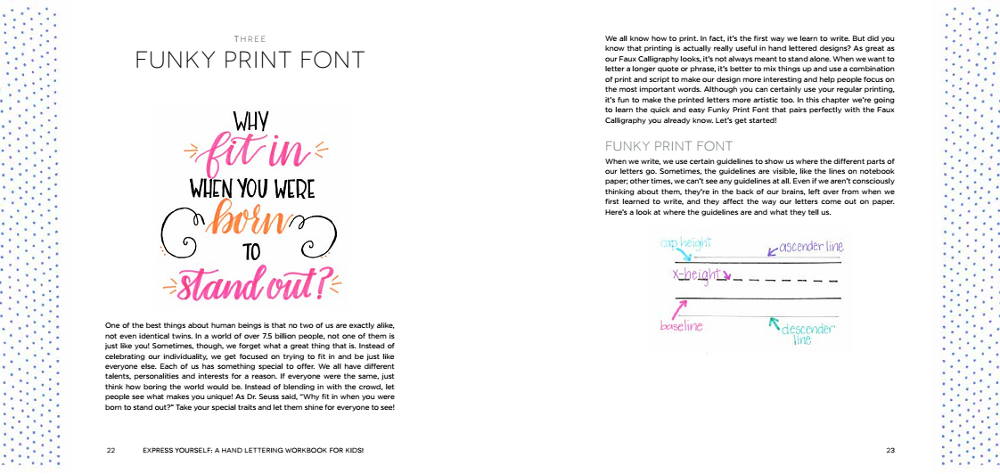 THREE
FUNKY PRINT FONT
WHY
fit in
WHEN YOU WERE
born
TO
stand out?
One of the best things about human beings is that no two of us are exactly alike,
not even identical twins. In a world of over 7.5 billion people, not one of them is
just like you! Sometimes, though, we forget what a great thing that is. Instead of
celebrating our individuality, we get focused on trying to fit in and be just like
everyone else. Each of us has something special to offer. We all have different
talents, personalities and interests for a reason. If everyone were the same, just
think how boring the world would be. Instead of blending in with the crowd, let
people see what makes you unique! As Dr. Seuss said, “Why fit in when you were
born to stand out?” Take your special traits and let them shine for everyone to see!
22 EXPRESS YOURSELF: A HAND LETTERING WORKBOOK FOR KIDS!
We all know how to print. In fact, it’s the first way we learn to write. But did you
know that printing is actually really useful in hand lettered designs? As great as
our Faux Calligraphy looks, it’s not always meant to stand alone. When we want to
letter a longer quote or phrase, it’s better to mix things up and use a combination
of print and script to make our design more interesting and help people focus on
the most important words. Although you can certainly use your regular printing,
it’s fun to make the printed letters more artistic too. In this chapter we’re going
to learn the quick and easy Funky Print Font that pairs perfectly with the Faux
Calligraphy you already know. Let’s get started!
FUNKY PRINT FONT
When we write, we use certain guidelines to show us where the different parts of
our letters go. Sometimes, the guidelines are visible, like the lines on notebook
paper; other times, we can’t see any guidelines at all. Even if we aren’t consciously
thinking about them, they’re in the back of our brains, left over from when we
first learned to write, and they affect the way our letters come out on paper.
Here’s a look at where the guidelines are and what they tell us.
cap height
ascender line
x-height
baseline
descender
line
23